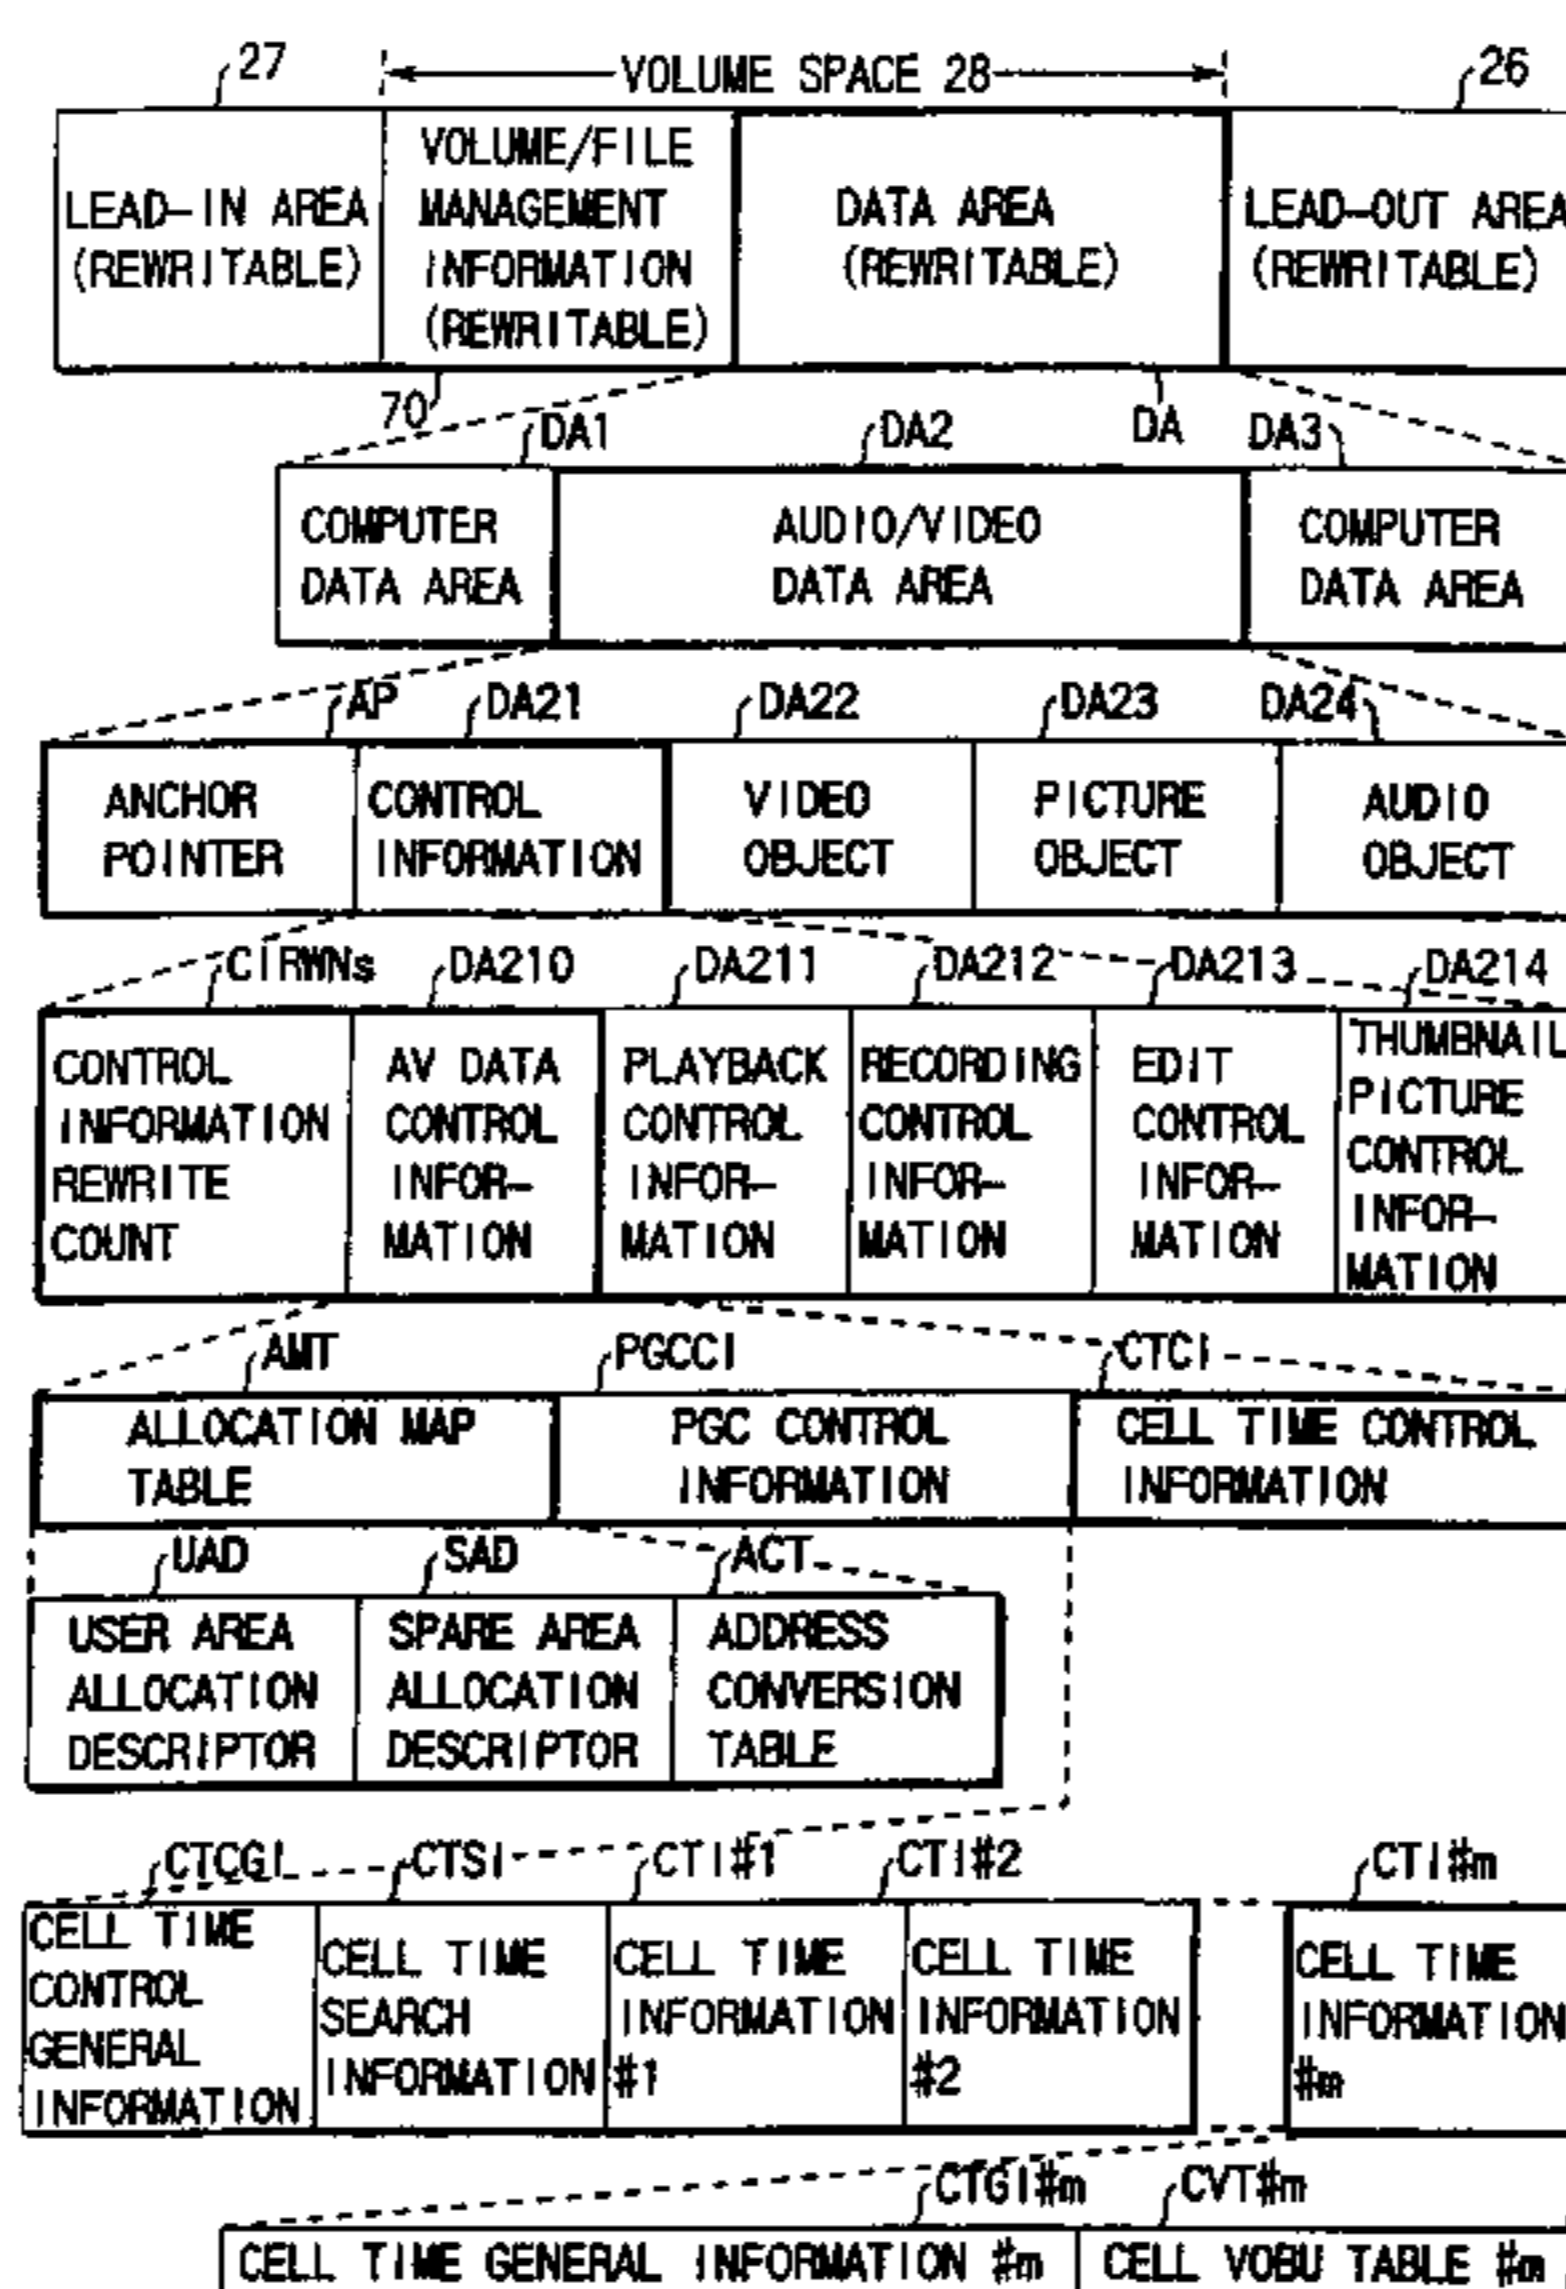 27
VOLUME SPACE 28
26
LEAD-IN AREA
(REWRITABLE)
VOLUME/FILE
MANAGEMENT
INFORMATION
(REWRITABLE)
DATA AREA
(REWRITABLE)
LEAD-OUT AREA
(REWRITABLE)
70
DA1
DA2
DA
DA3
COMPUTER
DATA AREA
AUDIO/VIDEO
DATA AREA
COMPUTER
DATA AREA
AP
DA21
DA22
DA23
DA24
ANCHOR
POINTER
CONTROL
INFORMATION
VIDEO
OBJECT
PICTURE
OBJECT
AUDIO
OBJECT
CIRWNs
DA210
DA211
DA212
DA213
DA214
CONTROL
INFORMATION
REWRITE
COUNT
AV DATA
CONTROL
INFOR-
MATION
PLAYBACK
CONTROL
INFOR-
MATION
RECORDING
CONTROL
INFOR-
MATION
EDIT
CONTROL
INFOR-
MATION
THUMBNAIL
PICTURE
CONTROL
INFOR-
MATION
AMT
PGCCI
CTCI
ALLOCATION MAP
TABLE
PGC CONTROL
INFORMATION
CELL TIME CONTROL
INFORMATION
UAD
SAD
ACT
USER AREA
ALLOCATION
DESCRIPTOR
SPARE AREA
ALLOCATION
DESCRIPTOR
ADDRESS
CONVERSION
TABLE
CTCGI
CTSI
CTI#1
CTI#2
CTI#m
CELL TIME
CONTROL
GENERAL
INFORMATION
CELL TIME
SEARCH
INFORMATION
CELL TIME
INFORMATION
#1
CELL TIME
INFORMATION
#2
CELL TIME
INFORMATION
#m
CTGI#m
CVT#m
CELL TIME GENERAL INFORMATION #m
CELL VOBU TABLE #m